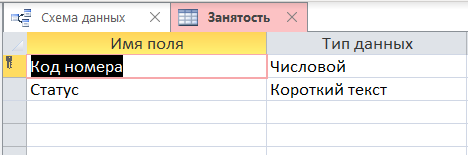 Схема данных Занятость
Имя поля Тип данных
Код номера Числовой
Статус Короткий текст